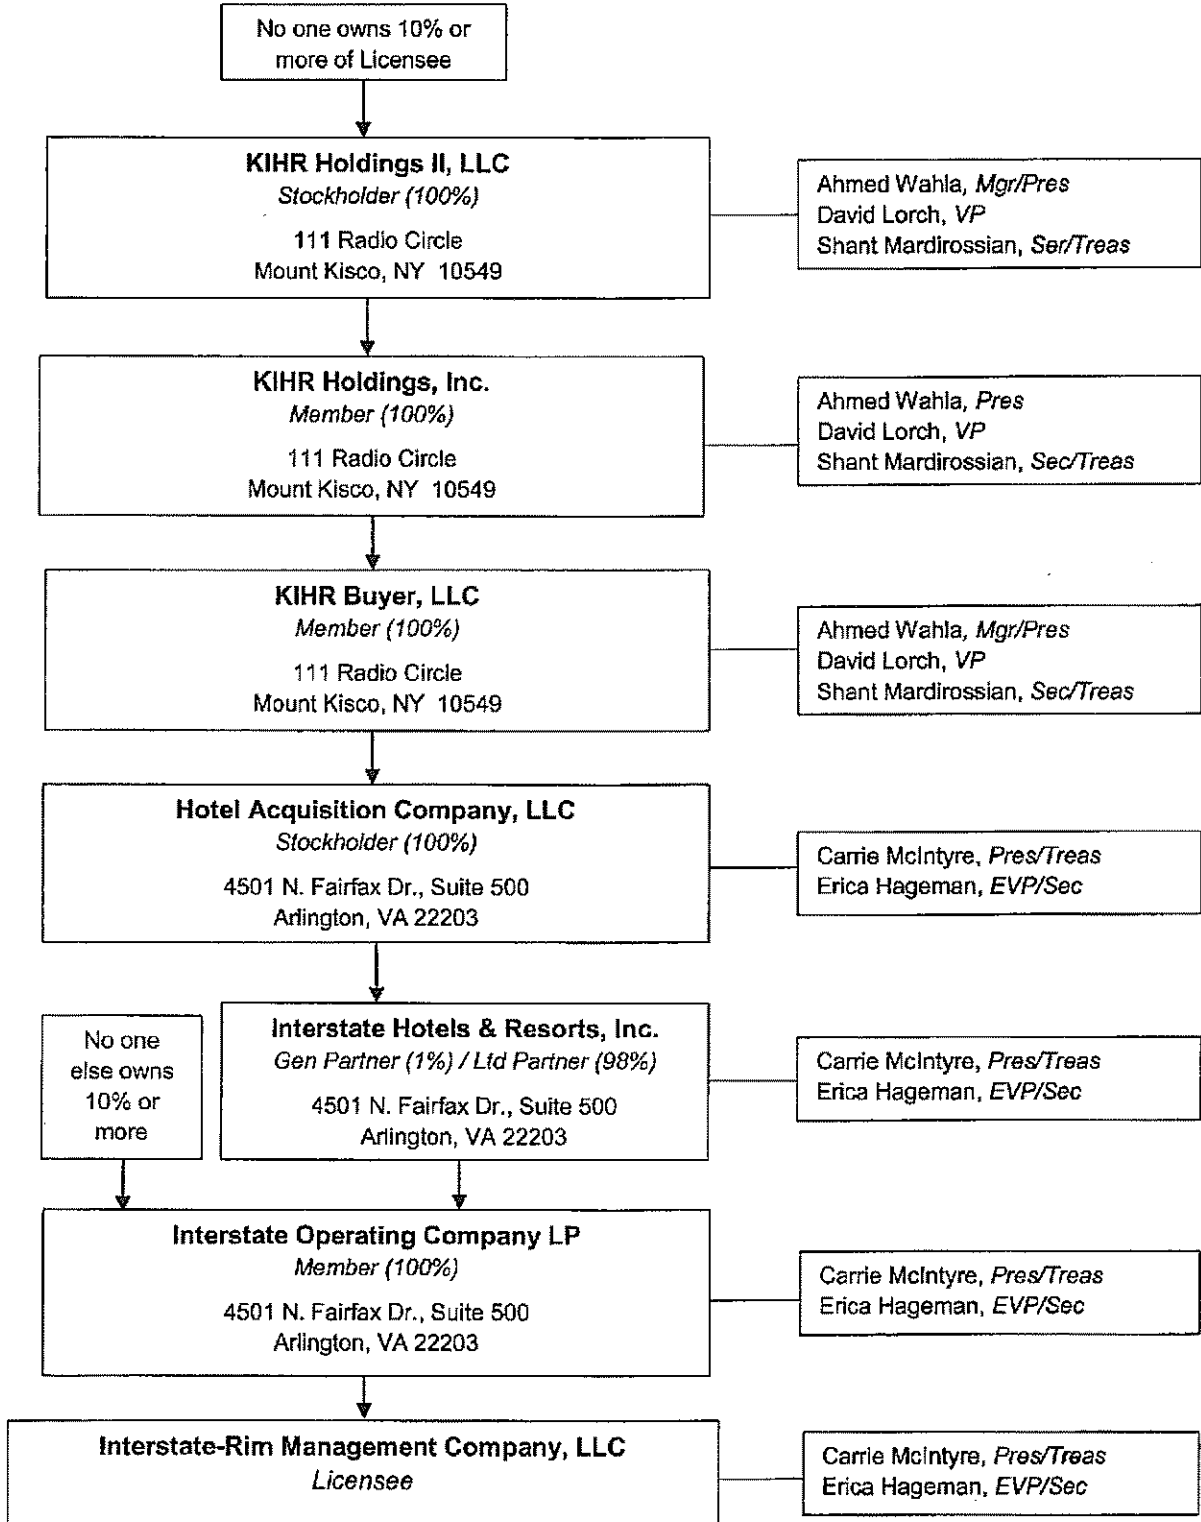 No one owns 10% or
more of Licensee
KIHR Holdings II, LLC
Stockholder (100%)
111 Radio Circle
Mount Kisco, NY 10549
Ahmed Wahla, Mgr/Pres
David Lorch, VP
Shant Mardirossian, Ser/Treas
KIHR Holdings, Inc.
Member (100%)
111 Radio Circle
Mount Kisco, NY 10549
Ahmed Wahla, Pres
David Lorch, VP
Shant Mardirossian, Sec/Treas
KIHR Buyer, LLC
Member (100%)
111 Radio Circle
Mount Kisco, NY 10549
Ahmed Wahla, Mgr/Pres
David Lorch, VP
Shant Mardirossian, Sec/Treas
Hotel Acquisition Company, LLC
Stockholder (100%)
4501 N. Fairfax Dr., Suite 500
Arlington, VA 22203
Carrie McIntyre, Pres/Treas
Erica Hageman, EVP/Sec
No one
else owns
10% or
more
Interstate Hotels & Resorts, Inc.
Gen Partner (1%) / Ltd Partner (98%)
4501 N. Fairfax Dr., Suite 500
Arlington, VA 22203
Carrie McIntyre, Pres/Treas
Erica Hageman, EVP/Sec
Interstate Operating Company LP
Member (100%)
4501 N. Fairfax Dr., Suite 500
Arlington, VA 22203
Carrie McIntyre, Pres/Treas
Erica Hageman, EVP/Sec
Interstate-Rim Management Company, LLC
Licensee
Carrie McIntyre, Pres/Treas
Erica Hageman, EVP/Sec